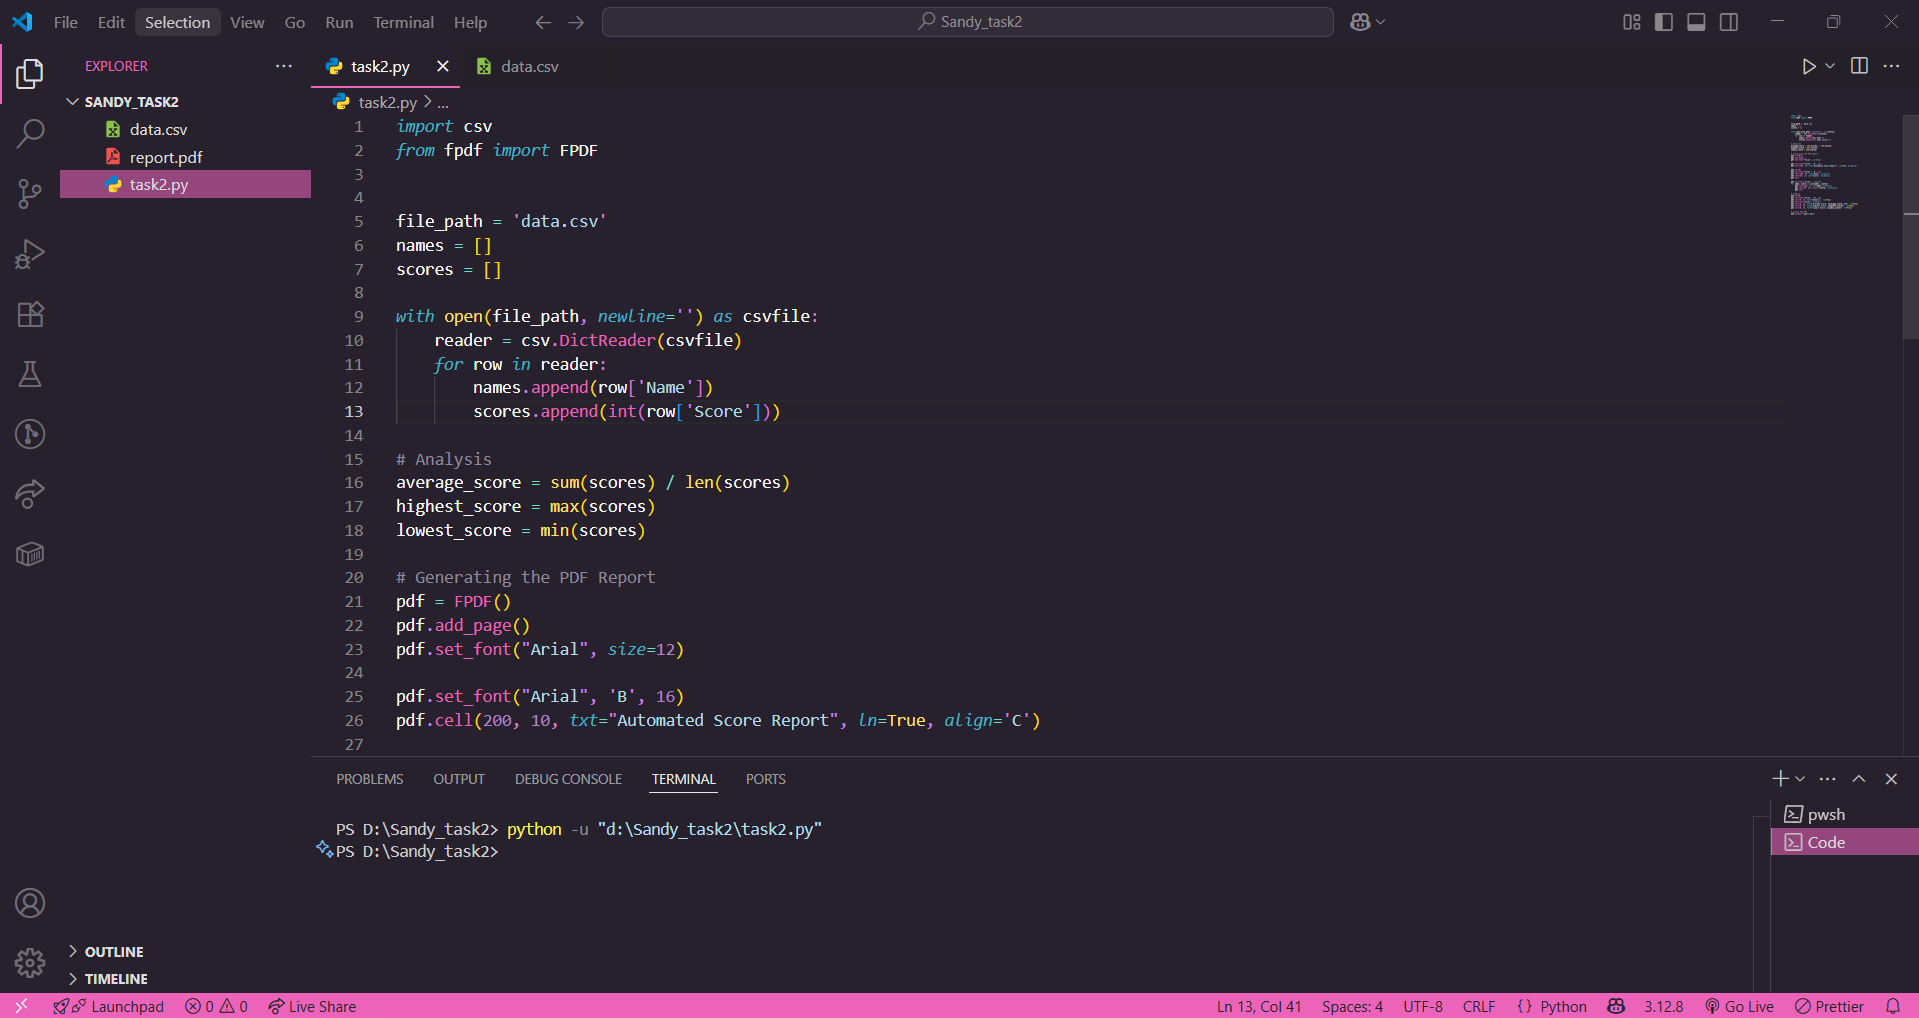 File Edit Selection View Go Run Terminal Help
Sandy_task2
EXPLORER
SANDY_TASK2
data.csv
report.pdf
task2.py
OUTLINE
TIMELINE
task2.py data.csv
task2.py > ...
1 import csv
2 from fpdf import FPDF
3
4
5 file_path = 'data.csv'
6 names = []
7 scores = []
8
9 with open(file_path, newline='') as csvfile:
10 reader = csv.DictReader(csvfile)
11 for row in reader:
12 names.append(row['Name'])
13 scores.append(int(row['Score']))
14
15 # Analysis
16 average_score = sum(scores) / len(scores)
17 highest_score = max(scores)
18 lowest_score = min(scores)
19
20 # Generating the PDF Report
21 pdf = FPDF()
22 pdf.add_page()
23 pdf.set_font("Arial", size=12)
24
25 pdf.set_font("Arial", 'B', 16)
26 pdf.cell(200, 10, txt="Automated Score Report", ln=True, align='C')
27
PROBLEMS OUTPUT DEBUG CONSOLE TERMINAL PORTS
PS D:\Sandy_task2> python -u "d:\Sandy_task2\task2.py"
PS D:\Sandy_task2>
pwsh
Code
Launchpad 0 0 Live Share Ln 13, Col 41 Spaces: 4 UTF-8 CRLF {} Python 3.12.8 Go Live Prettier